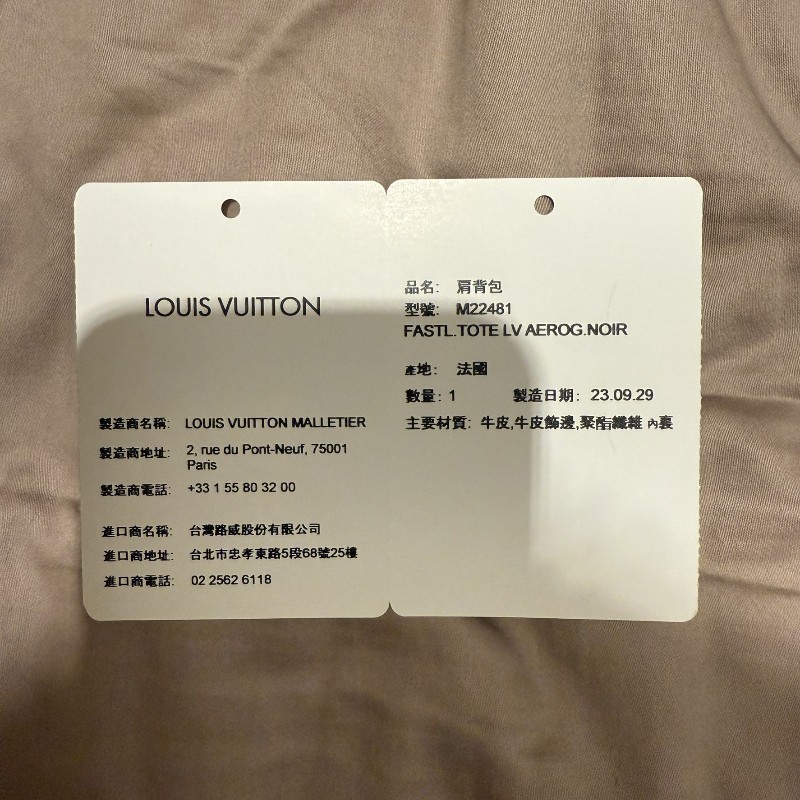 LOUIS VUITTON
製造商名稱: LOUIS VUITTON MALLETIER
製造商地址: 2, rue du Pont-Neuf, 75001
Paris
製造商電話: +33 1 55 80 32 00
進口商名稱: 台灣路威股份有限公司
進口商地址: 台北市忠孝東路5段68號25樓
進口商電話: 02 2562 6118
品名: 肩背包
型號: M22481
FASTL.TOTE LV AEROG.NOIR
產地: 法國
數量: 1 製造日期: 23.09.29
主要材質: 牛皮,牛皮飾邊,聚酯纖維 內裏